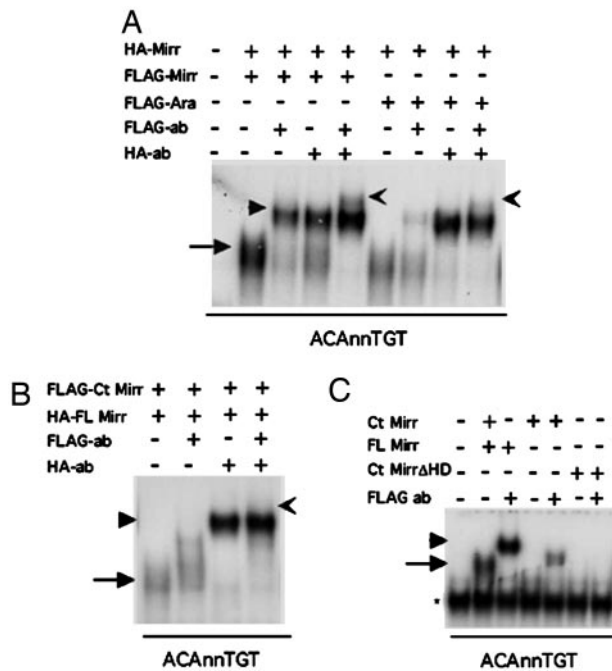 A
HA-Mirr - + + + + + + + +
FLAG-Mirr - + + + + - - - -
FLAG-Ara - - - - - + + + +
FLAG-ab - - + - + - + - +
HA-ab - - - + + - - + +
ACAnnTGT
B
FLAG-Ct Mirr + + + +
HA-FL Mirr + + + +
FLAG-ab - + - +
HA-ab - - + +
ACAnnTGT
C
Ct Mirr - + - + + - -
FL Mirr - + + - - - -
Ct MirrΔHD - - - - - + +
FLAG ab - - + - + - +
*
ACAnnTGT